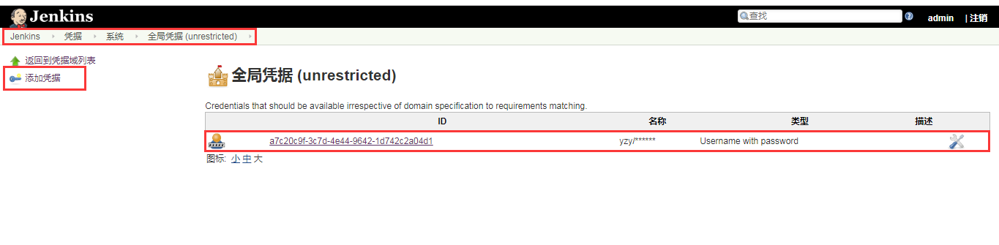 Jenkins
查找
admin | 注销
Jenkins 凭据 系统 全局凭据 (unrestricted)
返回到凭据域列表
添加凭据
全局凭据 (unrestricted)
Credentials that should be available irrespective of domain specification to requirements matching.
ID 名称 类型 描述
a7c20c9f-3c7d-4e44-9642-1d742c2a04d1 yzy/****** Username with password
图标: 小 中 大